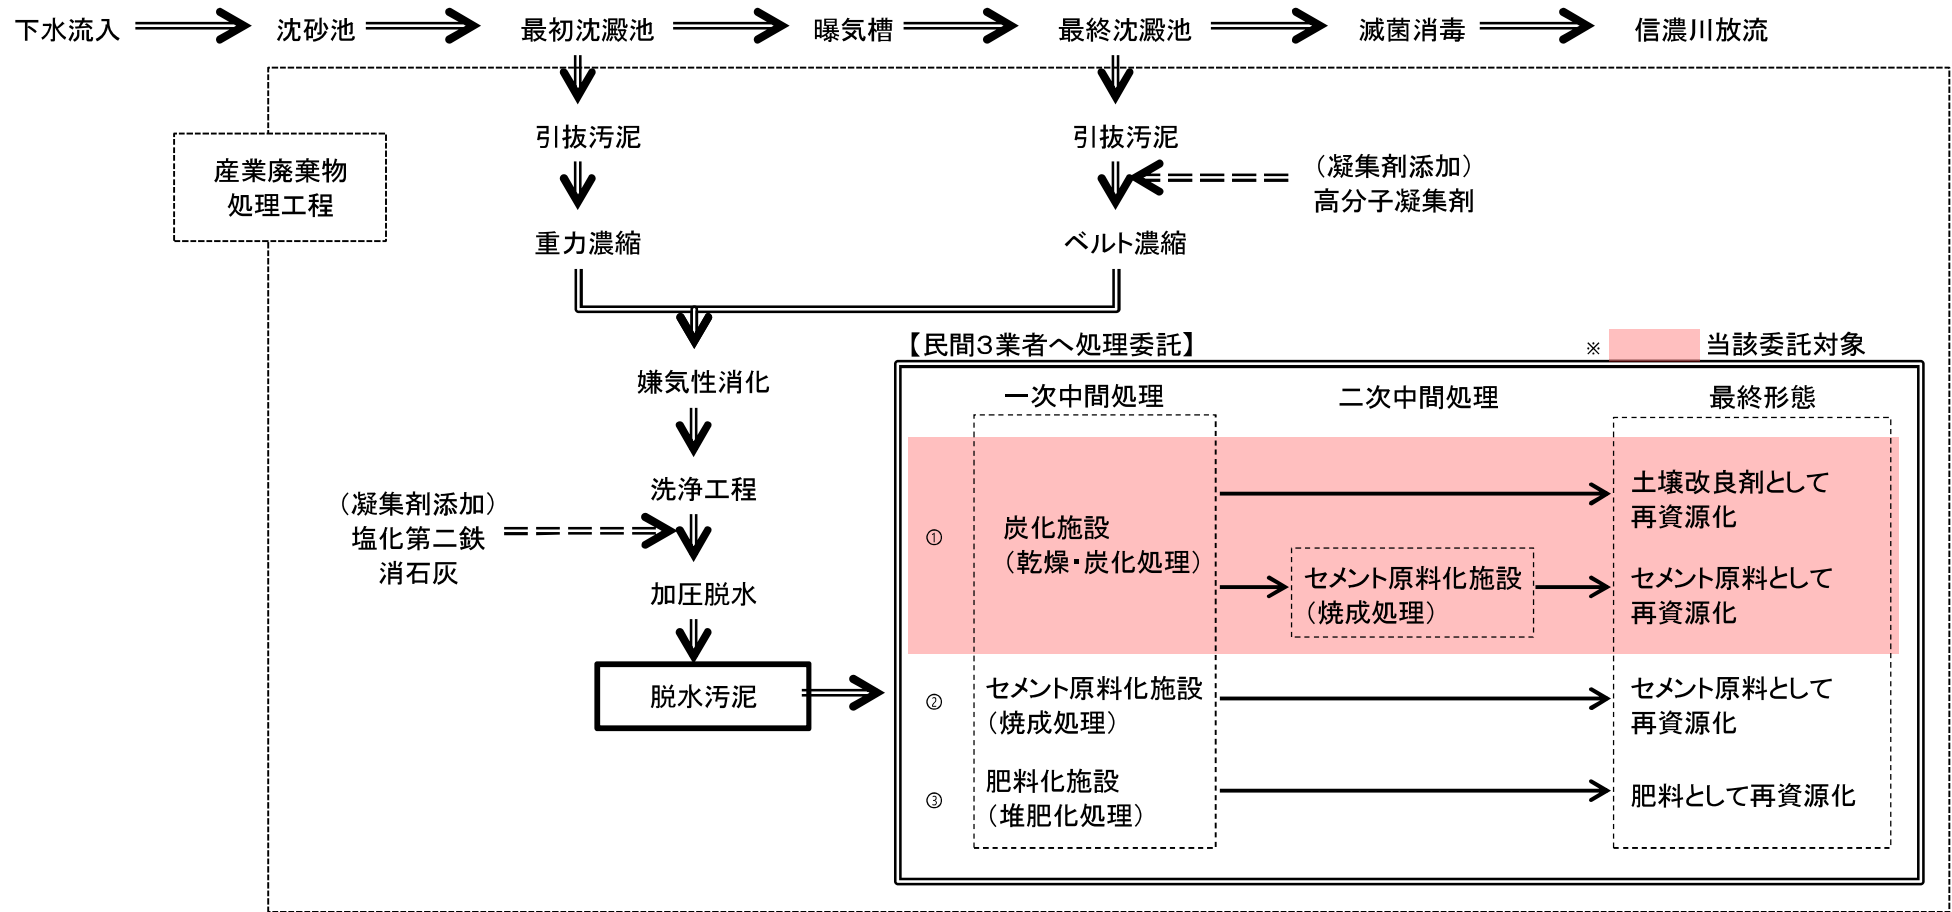 下水流入
沈砂池
最初沈澱池
曝気槽
最終沈澱池
滅菌消毒
信濃川放流
産業廃棄物
処理工程
引抜汚泥
引抜汚泥
（凝集剤添加）
高分子凝集剤
重力濃縮
ベルト濃縮
嫌気性消化
洗浄工程
（凝集剤添加）
塩化第二鉄
消石灰
加圧脱水
脱水汚泥
【民間３業者へ処理委託】
※
当該委託対象
一次中間処理
二次中間処理
最終形態
①
炭化施設
（乾燥・炭化処理）
土壌改良剤として
再資源化
セメント原料化施設
（焼成処理）
セメント原料として
再資源化
②
セメント原料化施設
（焼成処理）
セメント原料として
再資源化
③
肥料化施設
（堆肥化処理）
肥料として再資源化